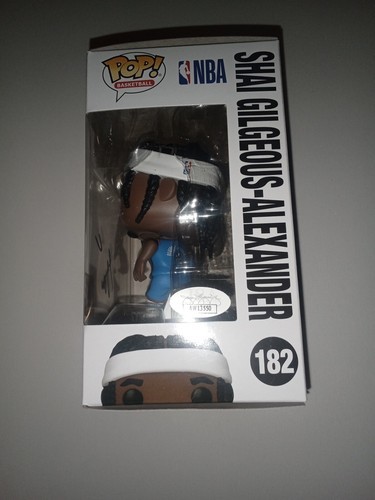 POP!
BASKETBALL
NBA
SHAI GILGEOUS-ALEXANDER
182